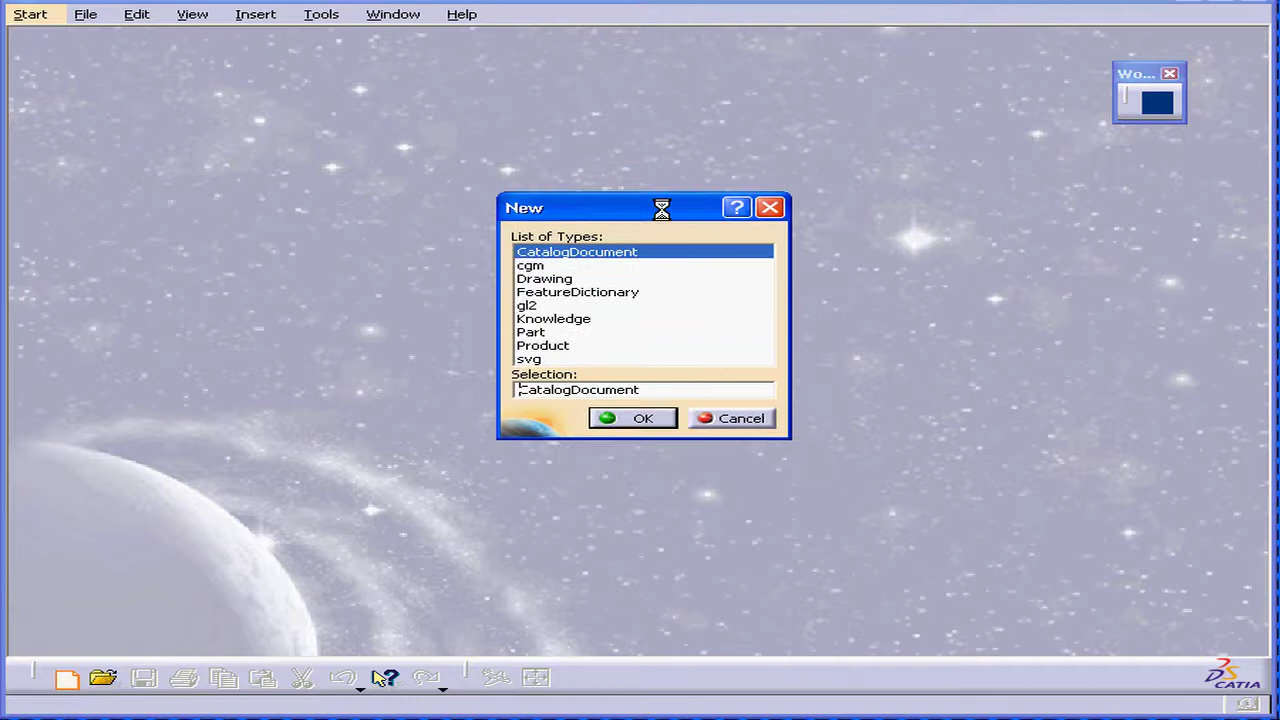 Start File Edit View Insert Tools Window Help
Wo...
New
List of Types:
CatalogDocument
cgm
Drawing
FeatureDictionary
gl2
Knowledge
Part
Product
svg
Selection:
CatalogDocument
OK Cancel
CATIA